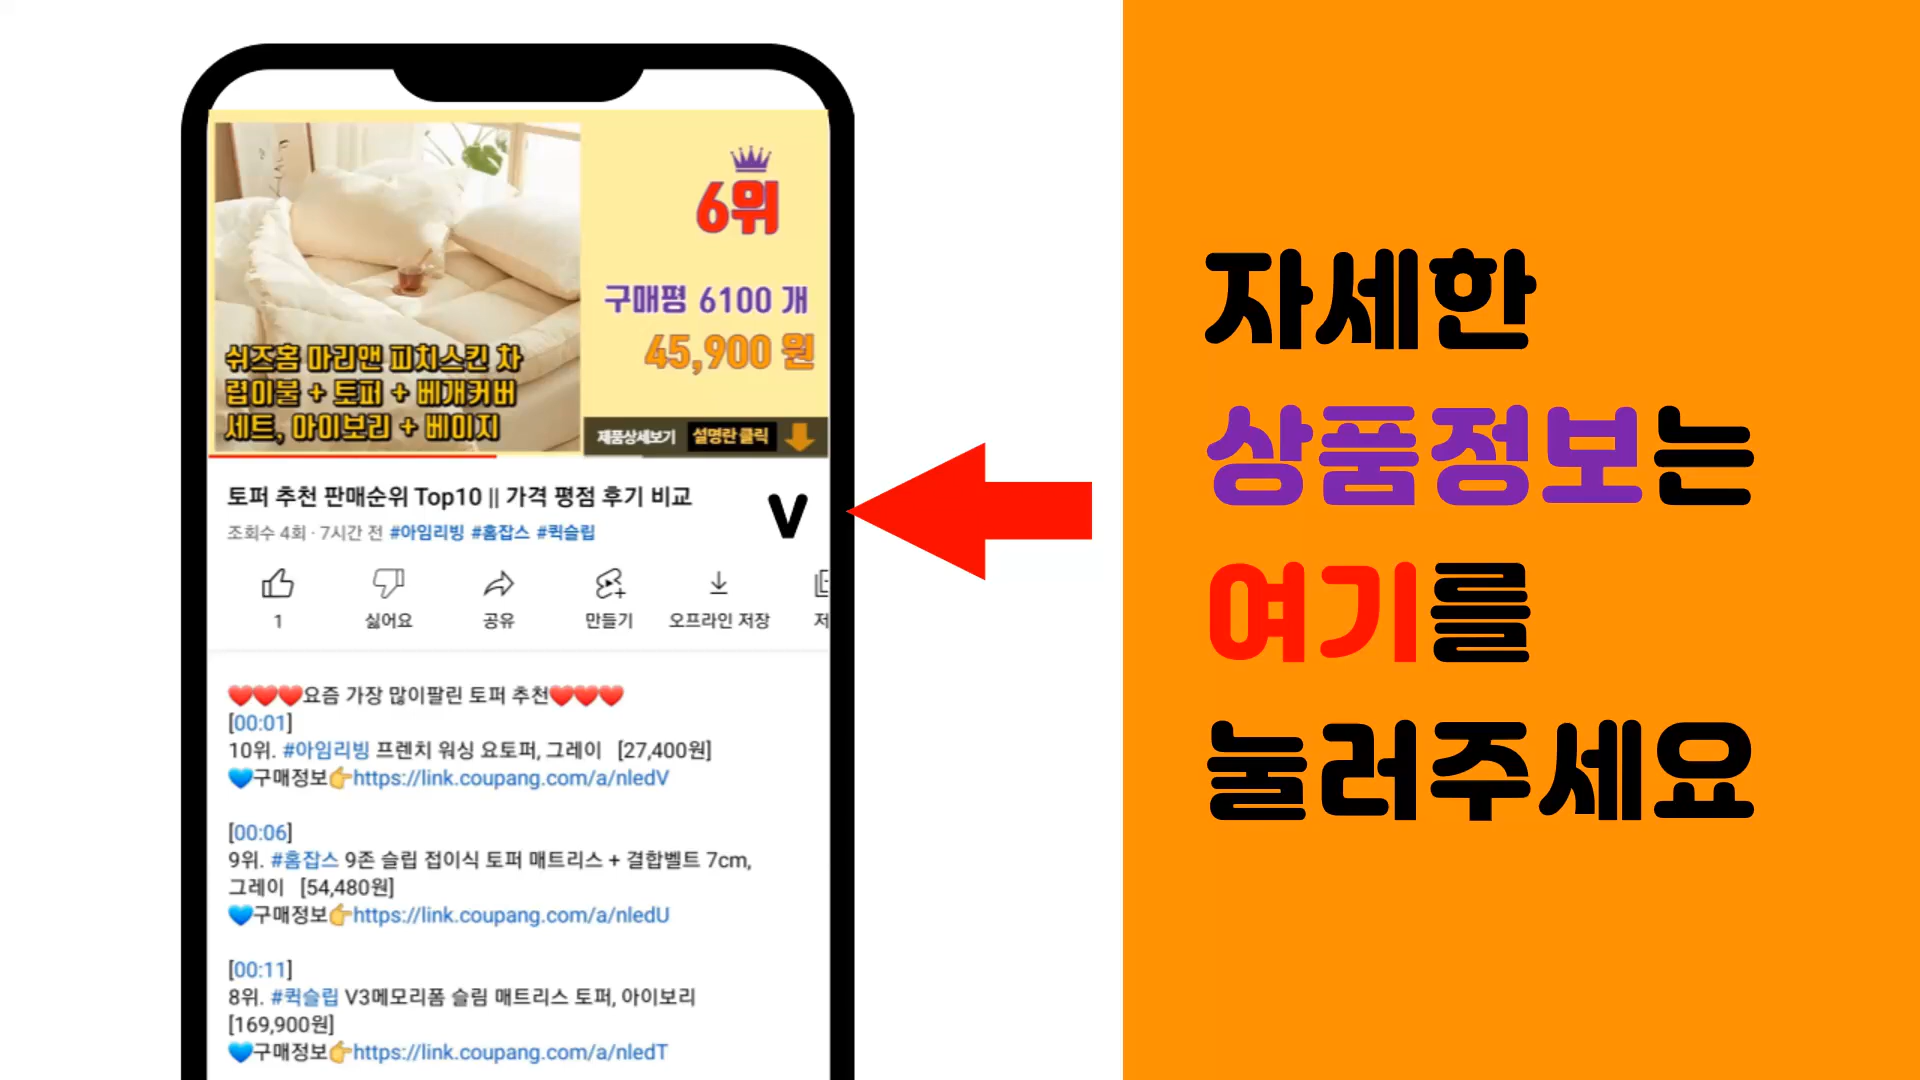 6위
구매평 6100 개
45,900 원
쉬즈홈 마리앤 피치스킨 차
렵이불 + 토퍼 + 베개커버
세트, 아이보리 + 베이지
제품상세보기 설명란 클릭
토퍼 추천 판매순위 Top10 || 가격 평점 후기 비교
V
조회수 4회 · 7시간 전 #아임리빙 #홈잡스 #퀵슬립
1 싫어요 공유 만들기 오프라인 저장 저
❤️❤️❤️요즘 가장 많이팔린 토퍼 추천❤️❤️❤️
[00:01]
10위. #아임리빙 프렌치 워싱 요토퍼, 그레이 [27,400원]
💙구매정보👉https://link.coupang.com/a/nledV
[00:06]
9위. #홈잡스 9존 슬립 접이식 토퍼 매트리스 + 결합벨트 7cm,
그레이 [54,480원]
💙구매정보👉https://link.coupang.com/a/nledU
[00:11]
8위. #퀵슬립 V3메모리폼 슬림 매트리스 토퍼, 아이보리
[169,900원]
💙구매정보👉https://link.coupang.com/a/nledT
자세한
상품정보는
여기를
눌러주세요